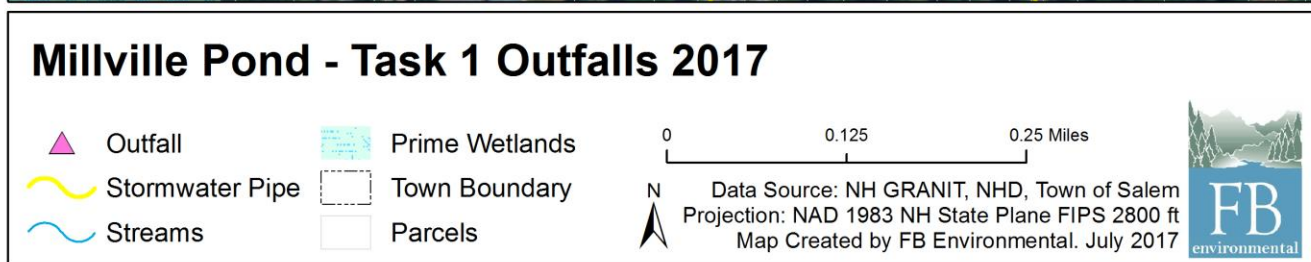 Millville Pond - Task 1 Outfalls 2017
Outfall
Stormwater Pipe
Streams
Prime Wetlands
Town Boundary
Parcels
0 0.125 0.25 Miles
N
Data Source: NH GRANIT, NHD, Town of Salem
Projection: NAD 1983 NH State Plane FIPS 2800 ft
Map Created by FB Environmental. July 2017
FB
environmental